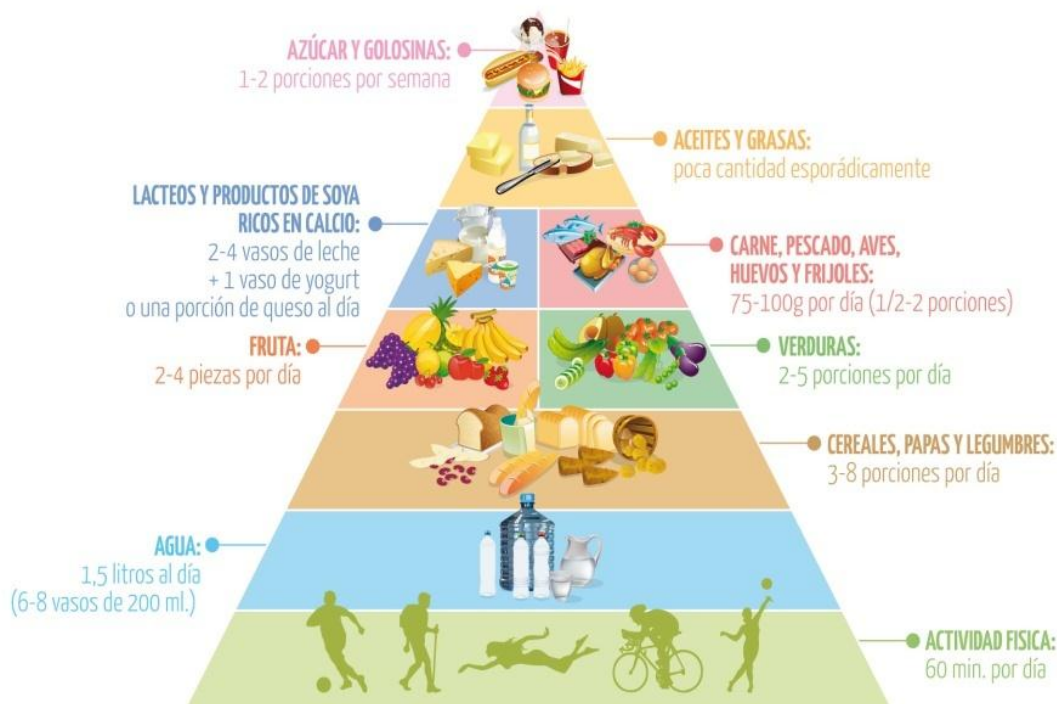 AZÚCAR Y GOLOSINAS:
1-2 porciones por semana
ACEITES Y GRASAS:
poca cantidad esporádicamente
LACTEOS Y PRODUCTOS DE SOYA
RICOS EN CALCIO:
2-4 vasos de leche
+ 1 vaso de yogurt
o una porción de queso al día
CARNE, PESCADO, AVES,
HUEVOS Y FRIJOLES:
75-100g por día (1/2-2 porciones)
FRUTA:
2-4 piezas por día
VERDURAS:
2-5 porciones por día
CEREALES, PAPAS Y LEGUMBRES:
3-8 porciones por día
AGUA:
1,5 litros al día
(6-8 vasos de 200 ml.)
ACTIVIDAD FISICA:
60 min. por día